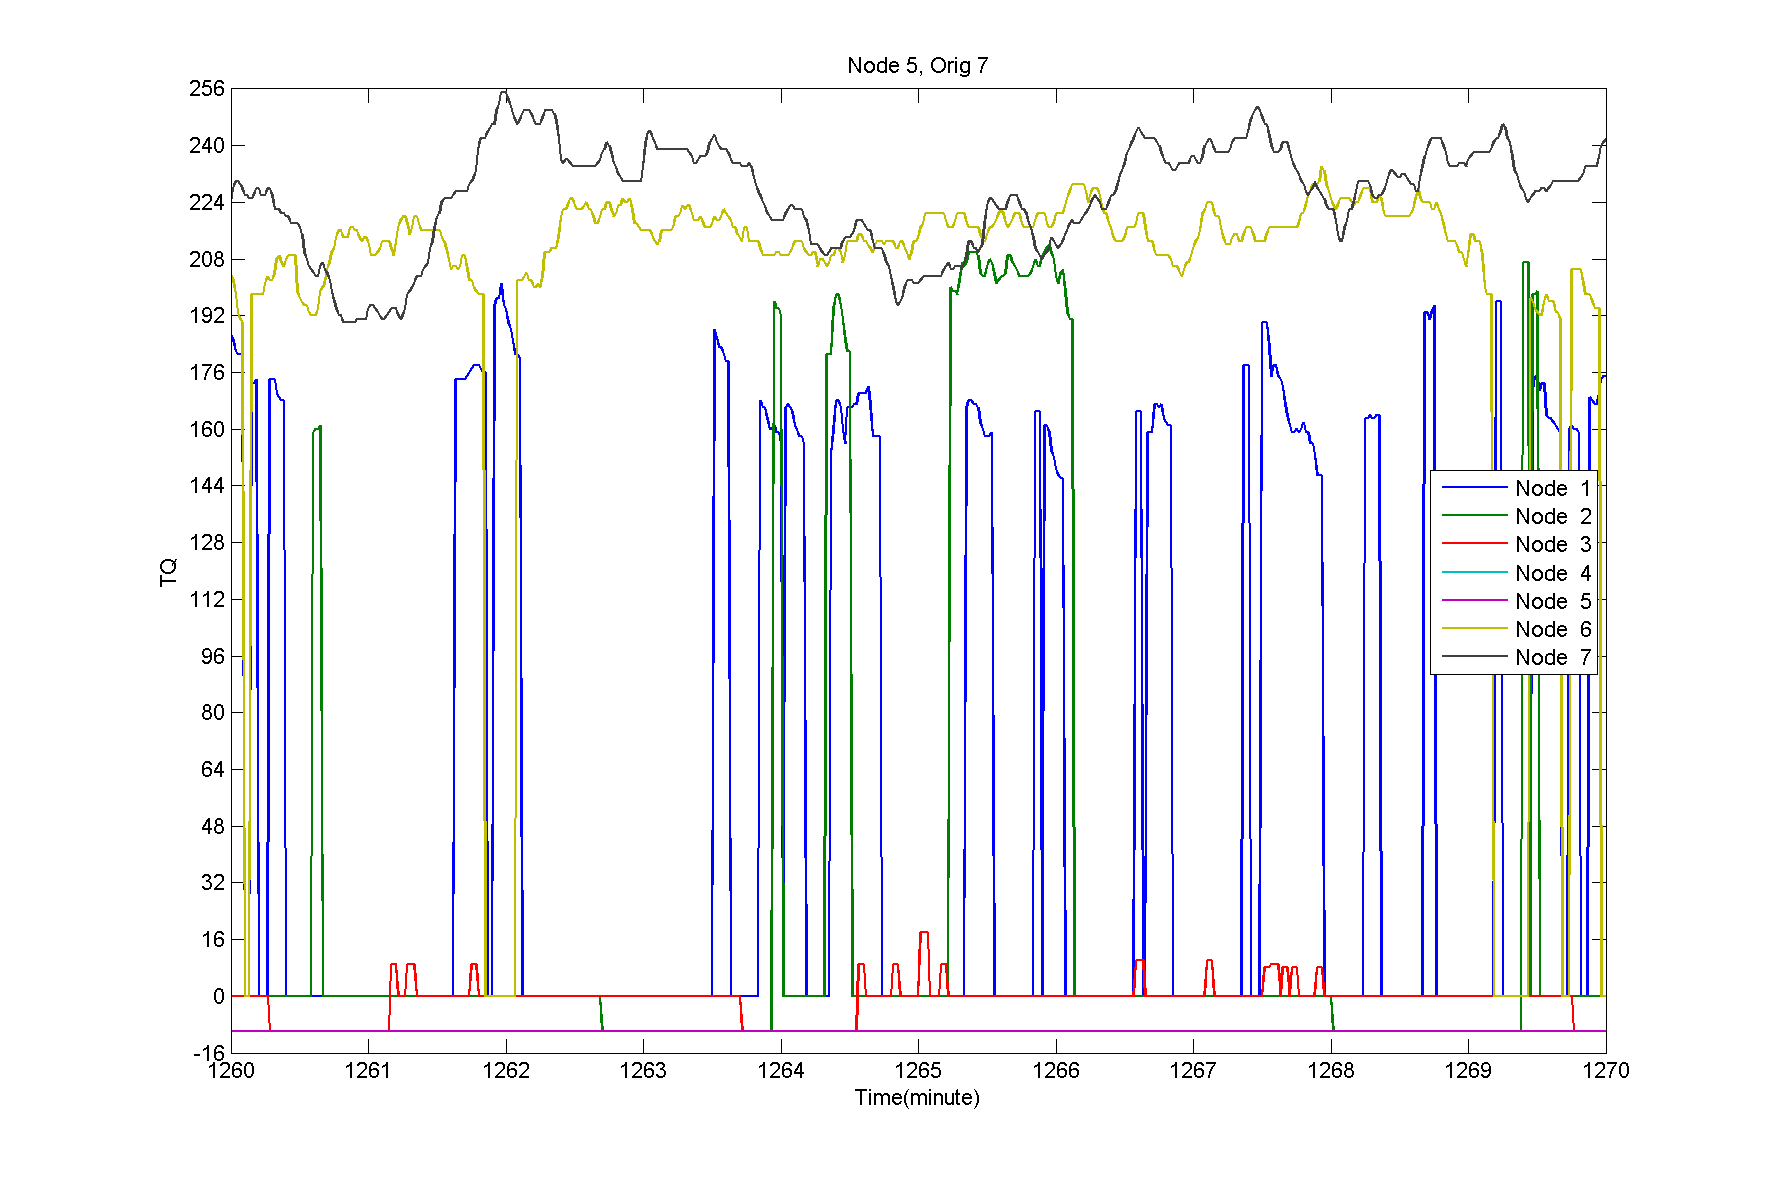 Node 5, Orig 7
256
240
224
208
192
176
160
144
128
112
96
80
64
48
32
16
0
-16
TQ
1260 1261 1262 1263 1264 1265 1266 1267 1268 1269 1270
Time(minute)
Node 1
Node 2
Node 3
Node 4
Node 5
Node 6
Node 7